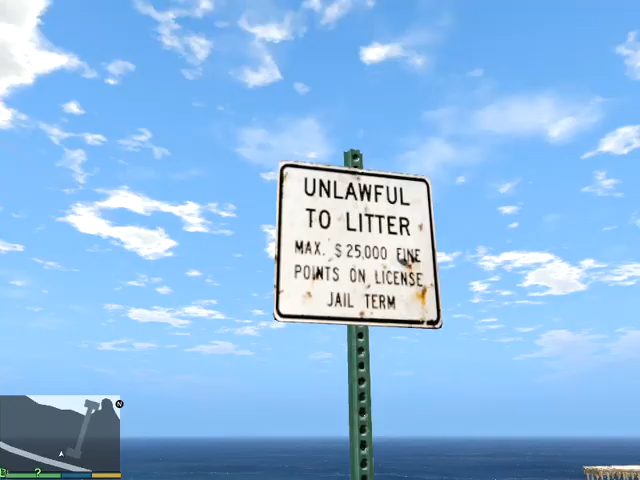 UNLAWFUL
TO LITTER
MAX. $25,000 FINE
POINTS ON LICENSE
JAIL TERM
N
?